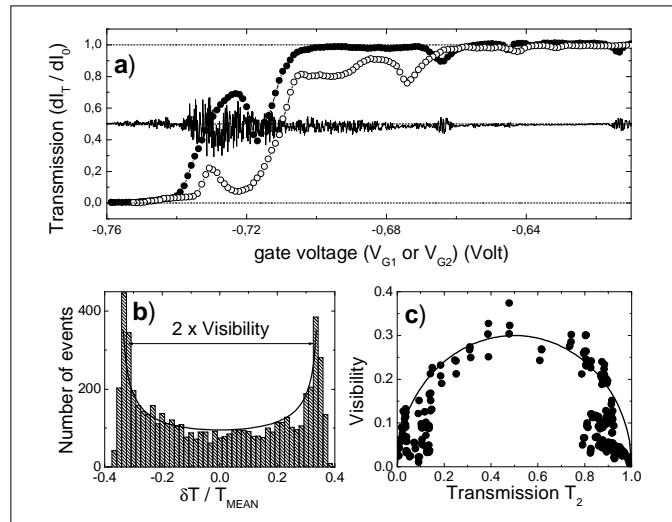 a)
Transmission (dI_T / dI_0)
1,0
0,8
0,6
0,4
0,2
0,0
-0,76 -0,72 -0,68 -0,64
gate voltage (V_G1 or V_G2) (Volt)
b)
2 x Visibility
Number of events
400
200
0
-0.4 -0.2 0.0 0.2 0.4
δT / T_MEAN
c)
Visibility
0.4
0.3
0.2
0.1
0.0
0.0 0.2 0.4 0.6 0.8 1.0
Transmission T_2